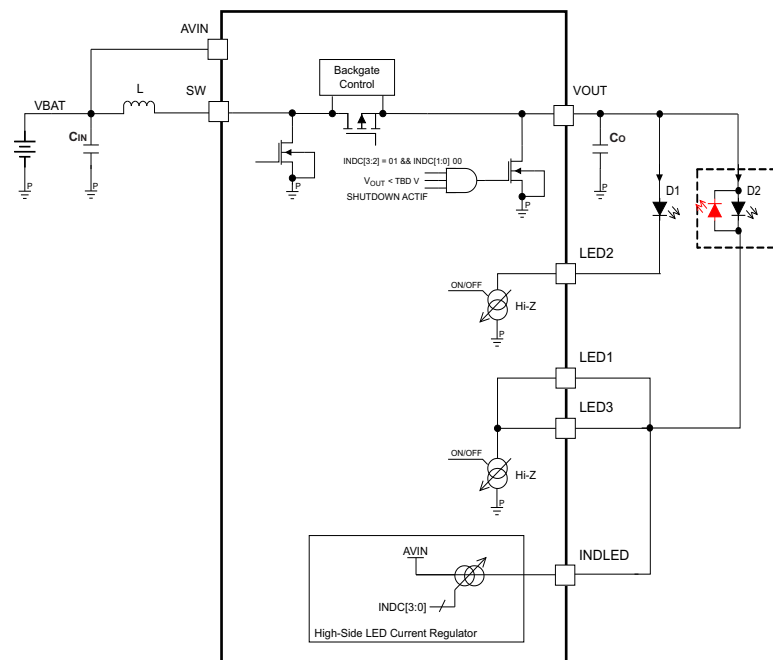 AVIN
L
SW
VBAT
CIN
P
P
Backgate
Control
P
INDC[3:2] = 01 && INDC[1:0] 00
VOUT < TBD V
SHUTDOWN ACTIF
P
VOUT
CO
P
D1
D2
LED2
ON/OFF
Hi-Z
P
LED1
LED3
ON/OFF
Hi-Z
P
AVIN
INDC[3:0]
High-Side LED Current Regulator
INDLED